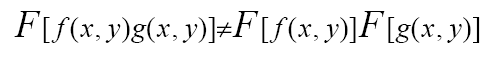 F[f(x, y)g(x, y)]≠F[f(x, y)]F[g(x, y)]